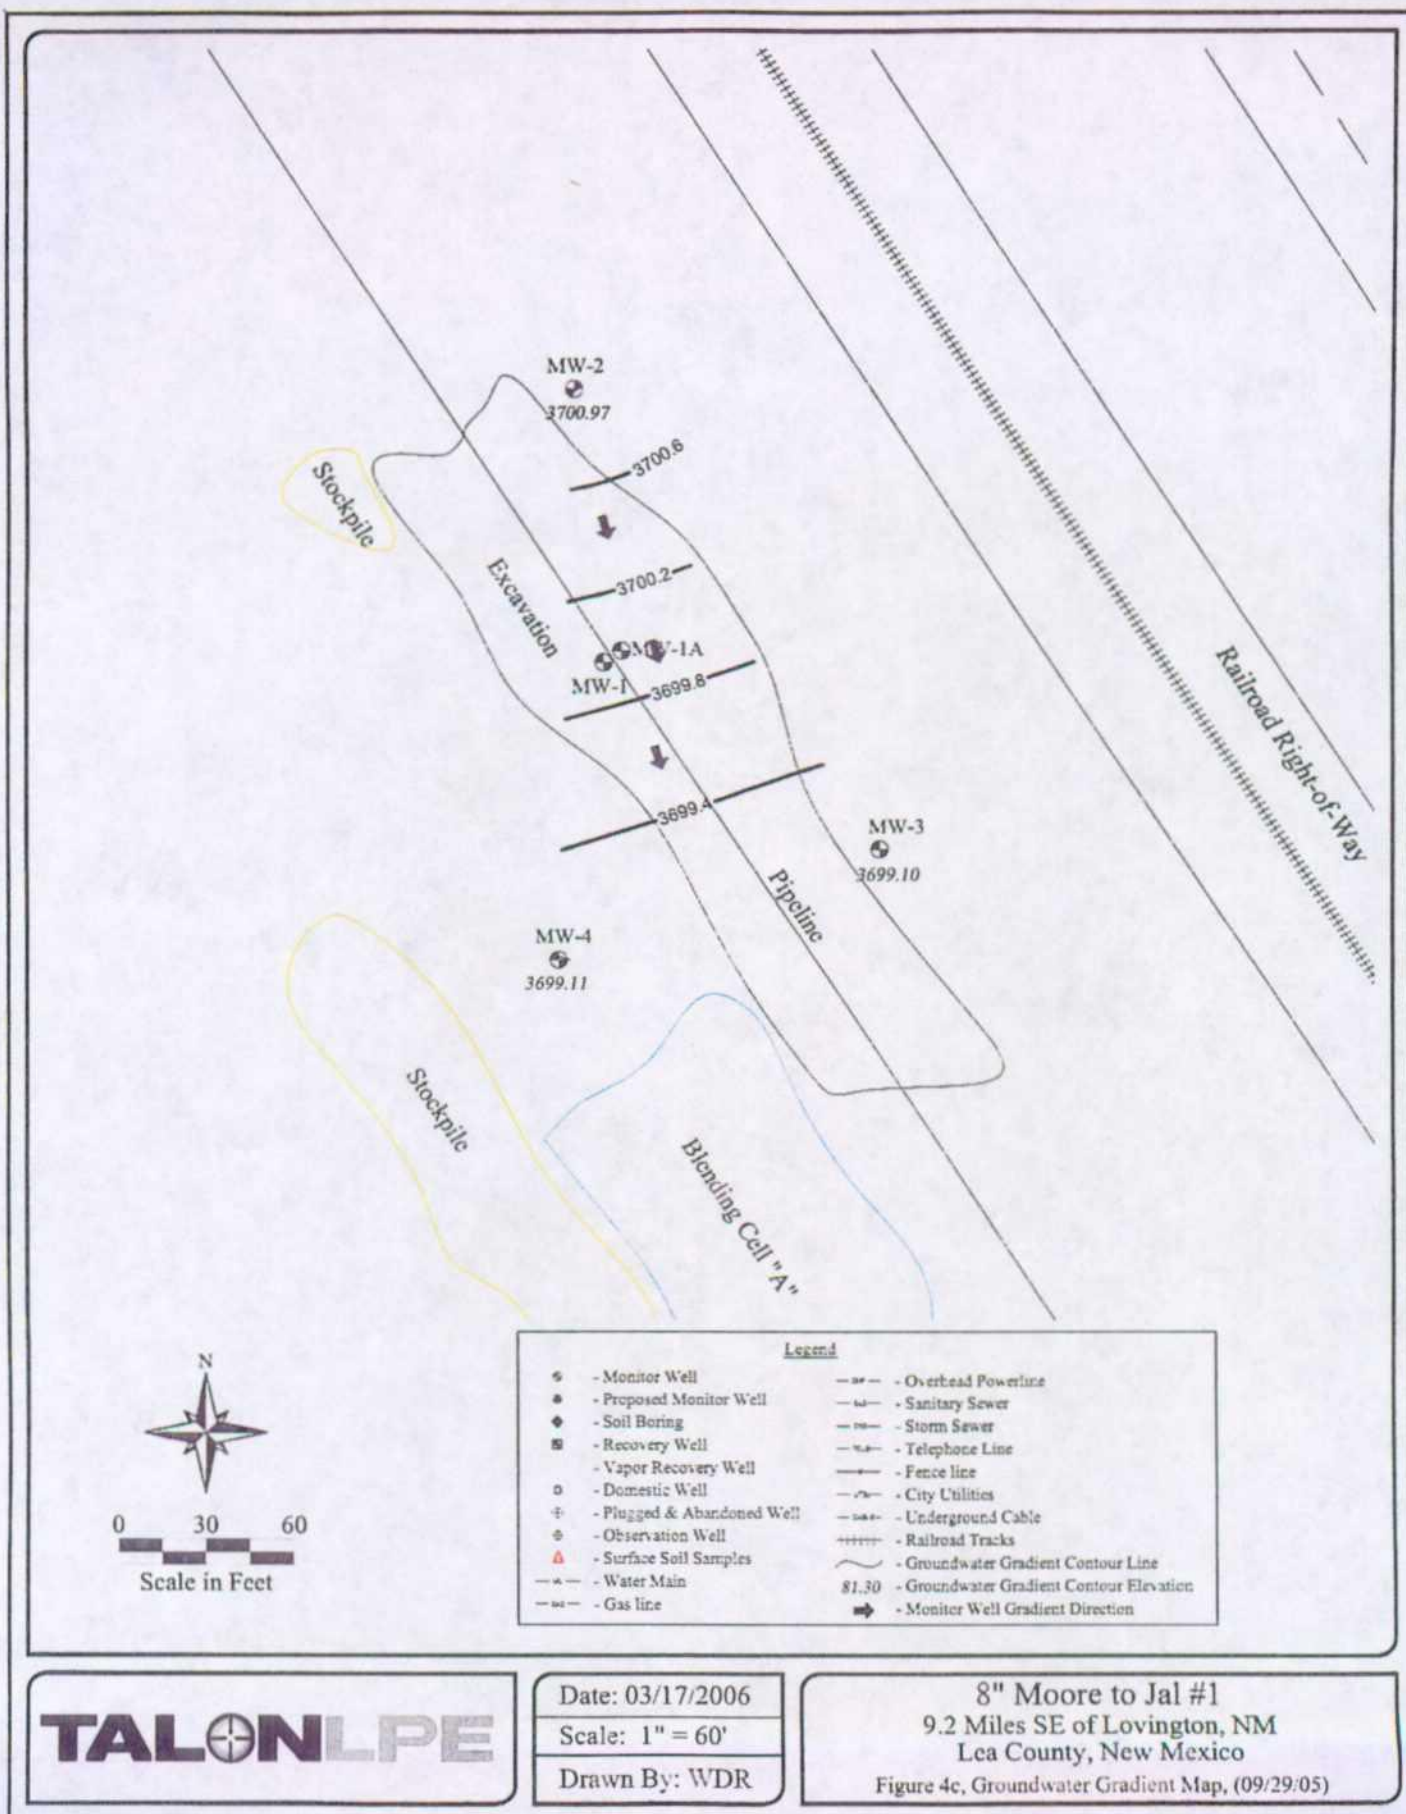 MW-2
3700.97
3700.6
Stockpile
Excavation
3700.2
MW-1A
MW-1
3699.8
Railroad Right-of-Way
3699.4
MW-3
3699.10
Pipeline
MW-4
3699.11
Stockpile
Blending Cell "A"
N
0 30 60
Scale in Feet
Legend
- Monitor Well
- Proposed Monitor Well
- Soil Boring
- Recovery Well
- Vapor Recovery Well
- Domestic Well
- Plugged & Abandoned Well
- Observation Well
- Surface Soil Samples
- Water Main
- Gas line
- Overhead Powerline
- Sanitary Sewer
- Storm Sewer
- Telephone Line
- Fence line
- City Utilities
- Underground Cable
- Railroad Tracks
- Groundwater Gradient Contour Line
81.30 - Groundwater Gradient Contour Elevation
- Moniter Well Gradient Direction
TALONLPE
Date: 03/17/2006
Scale: 1" = 60'
Drawn By: WDR
8" Moore to Jal #1
9.2 Miles SE of Lovington, NM
Lea County, New Mexico
Figure 4c, Groundwater Gradient Map, (09/29/05)